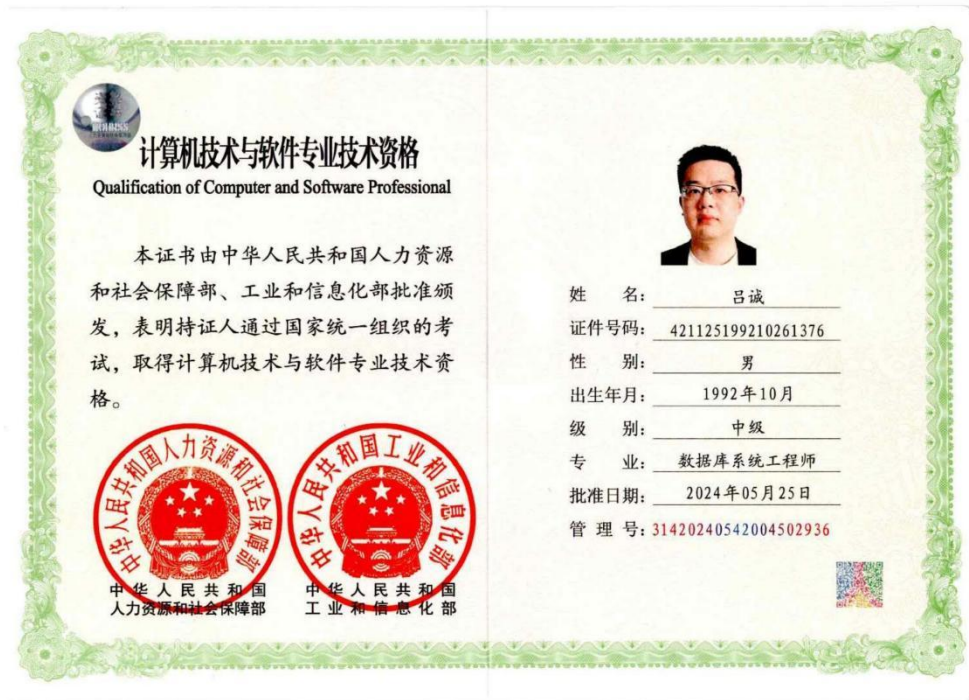 计算机技术与软件专业技术资格
Qualification of Computer and Software Professional
本证书由中华人民共和国人力资源
和社会保障部、工业和信息化部批准颁
发，表明持证人通过国家统一组织的考
试，取得计算机技术与软件专业技术资
格。
中华人民共和国人力资源和社会保障部
中华人民共和国
人力资源和社会保障部
中华人民共和国工业和信息化部
中华人民共和国
工业和信息化部
姓 名：吕诚
证件号码：421125199210261376
性 别：男
出生年月：1992年10月
级 别：中级
专 业：数据库系统工程师
批准日期：2024年05月25日
管 理 号：31420240542004502936